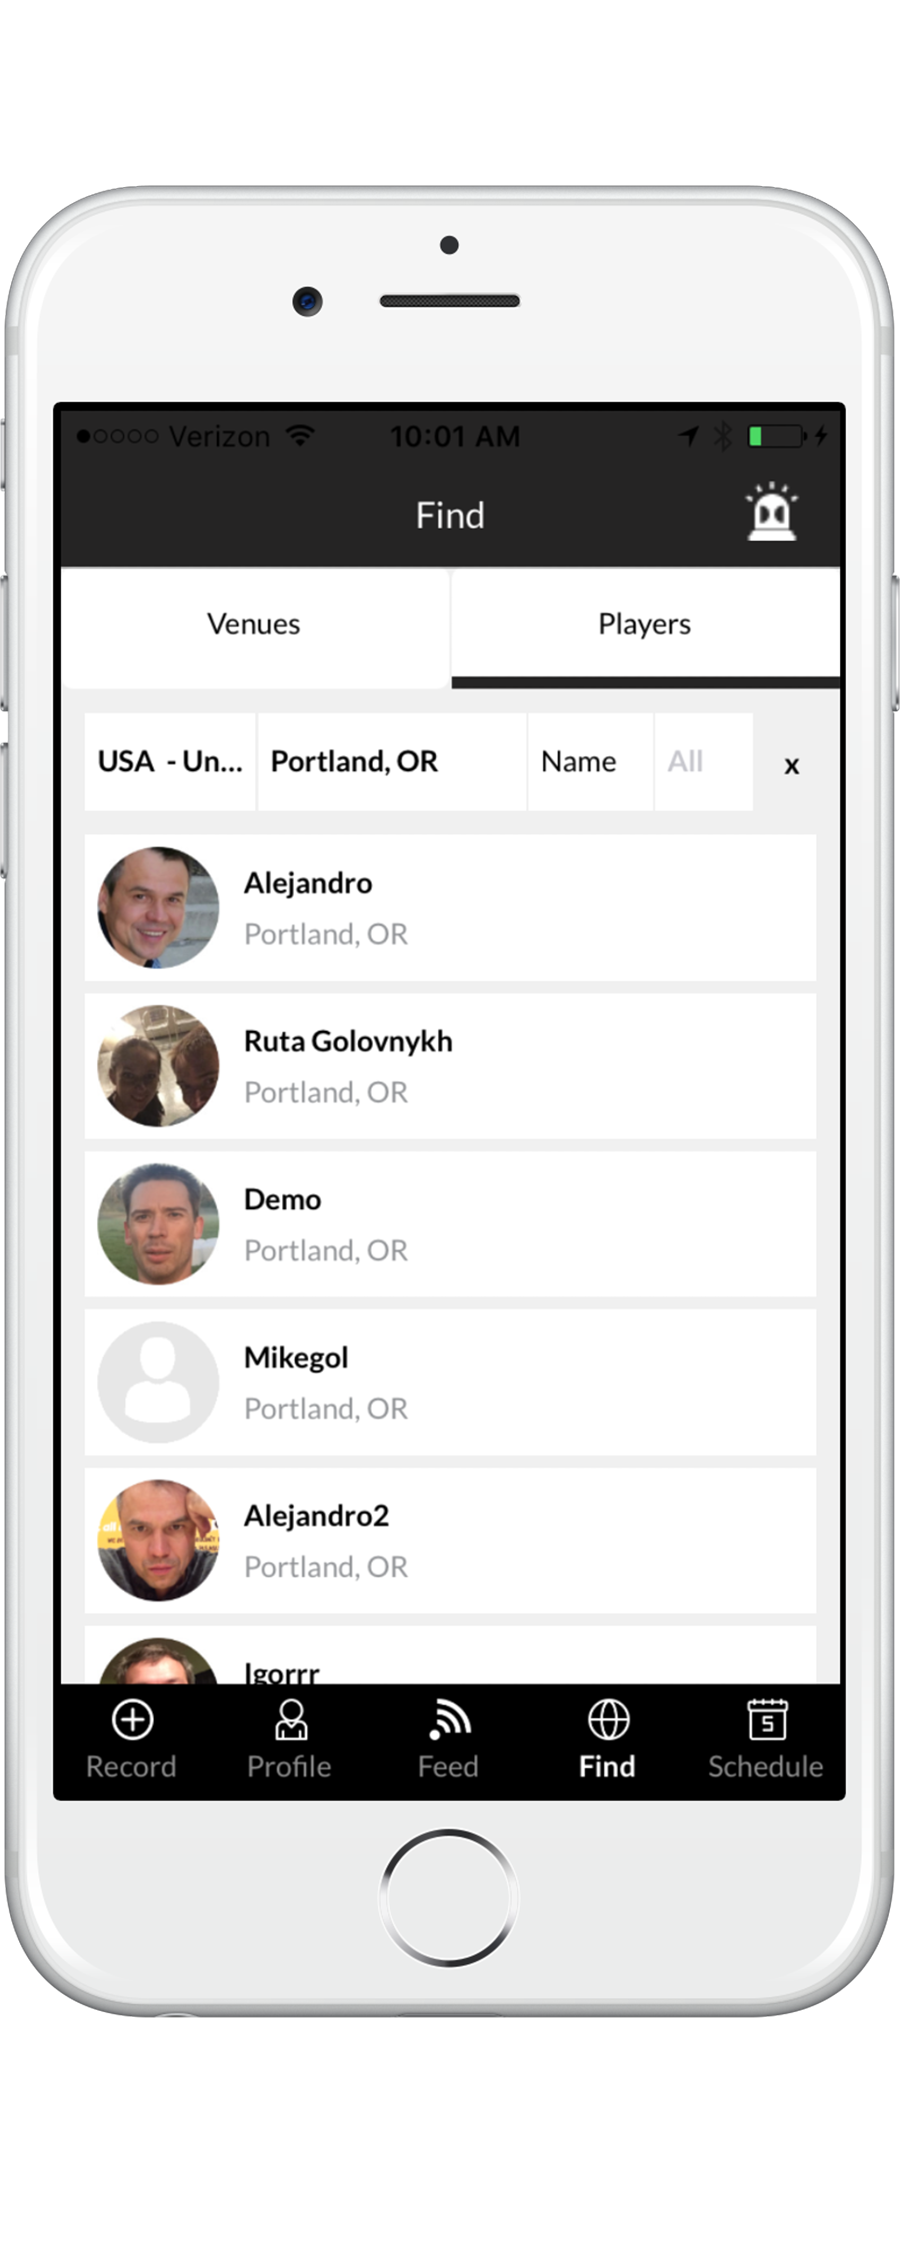 Verizon 10:01 AM
Find
Venues Players
USA - Un... Portland, OR Name All x
Alejandro
Portland, OR
Ruta Golovnykh
Portland, OR
Demo
Portland, OR
Mikegol
Portland, OR
Alejandro2
Portland, OR
Igorrr
Record Profile Feed Find Schedule
5